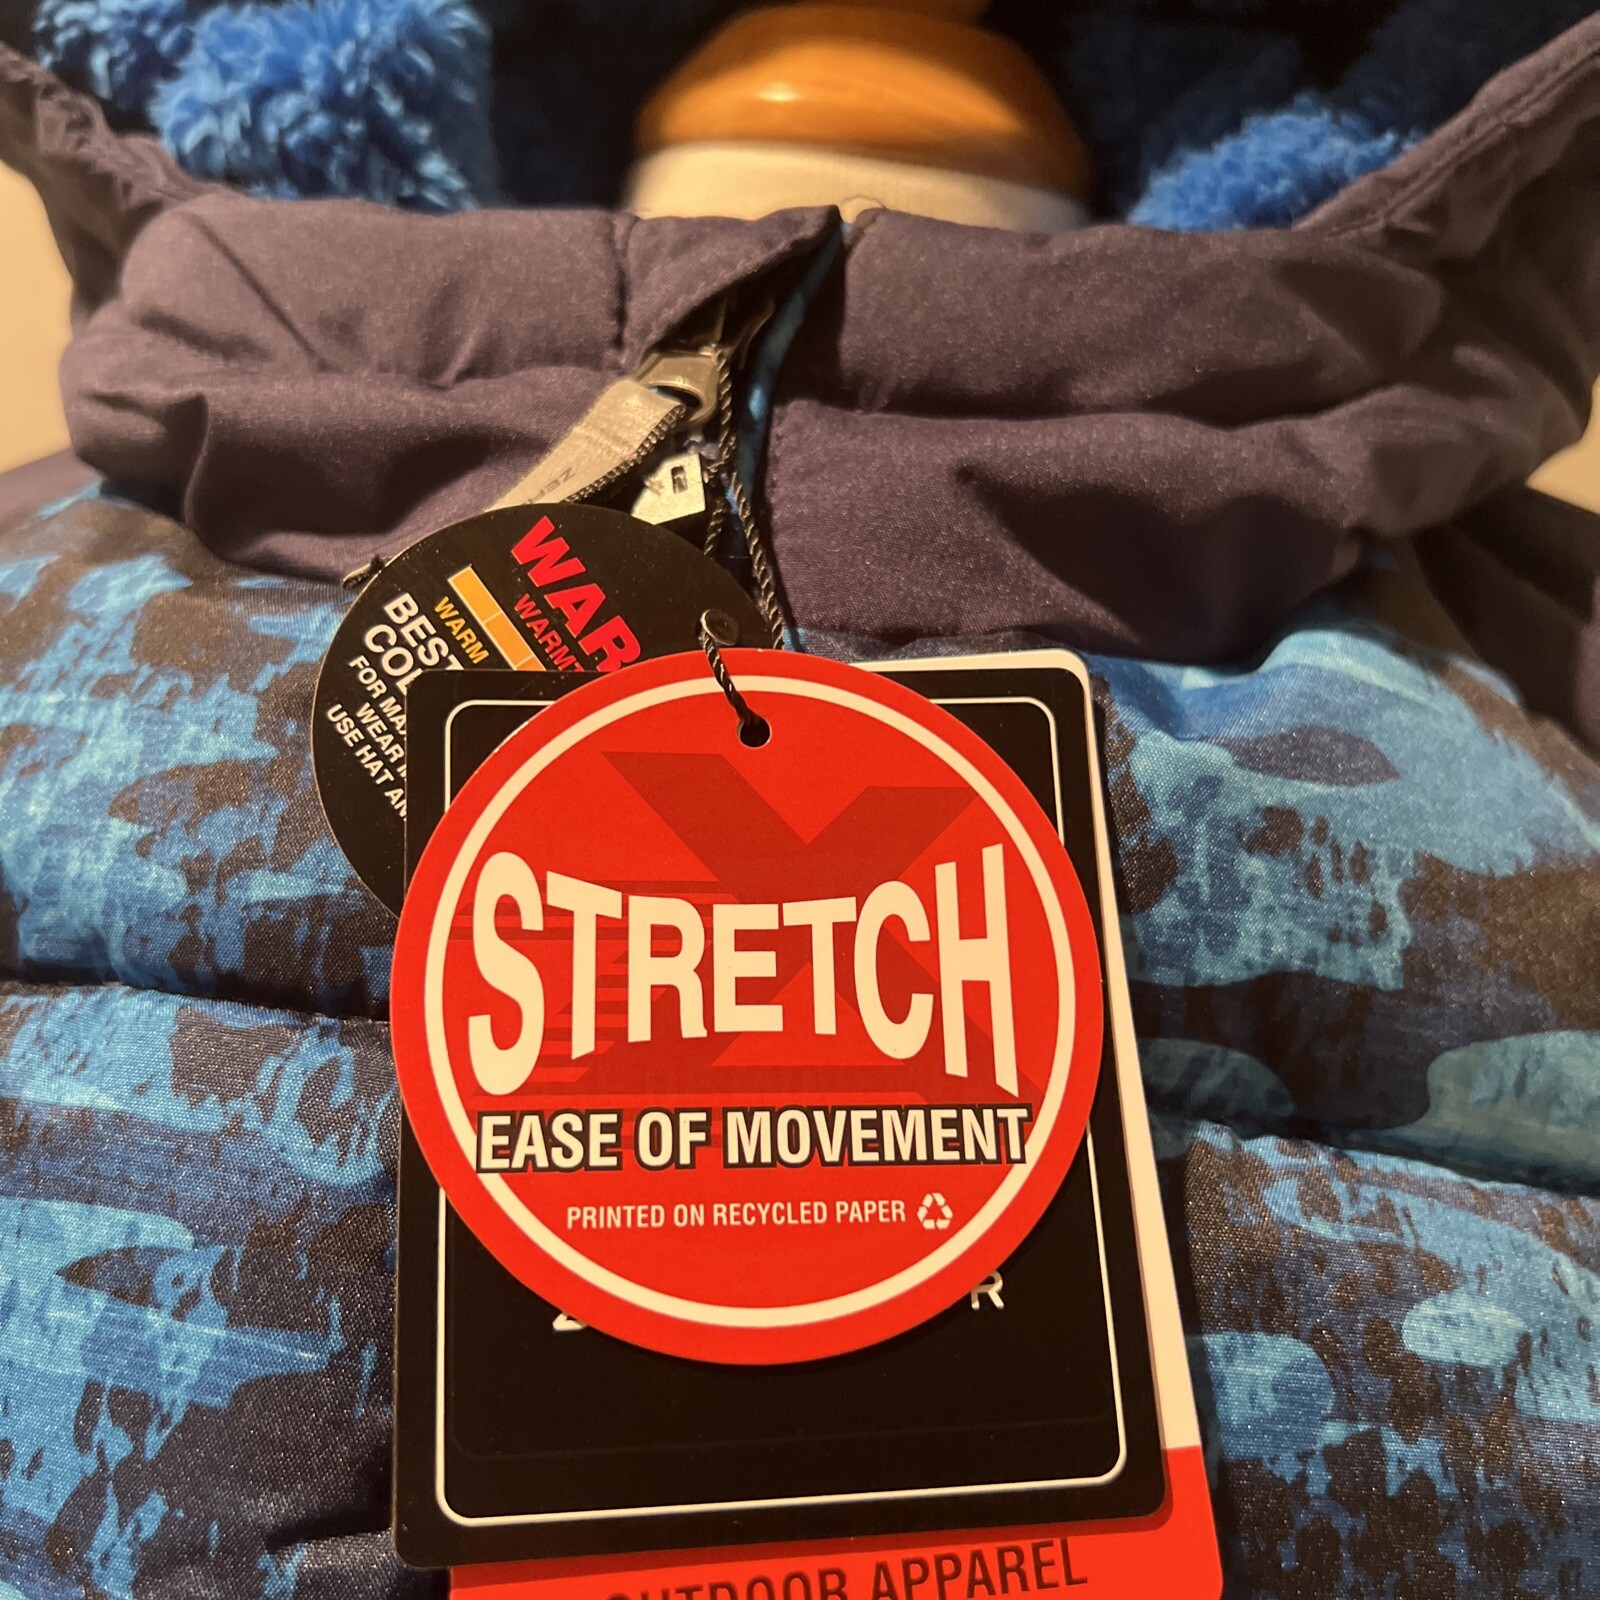 WAR
WARM
BEST
COL
FOR MA
WEAR
USE HAT AN
STRETCH
EASE OF MOVEMENT
PRINTED ON RECYCLED PAPER
R
OUTDOOR APPAREL